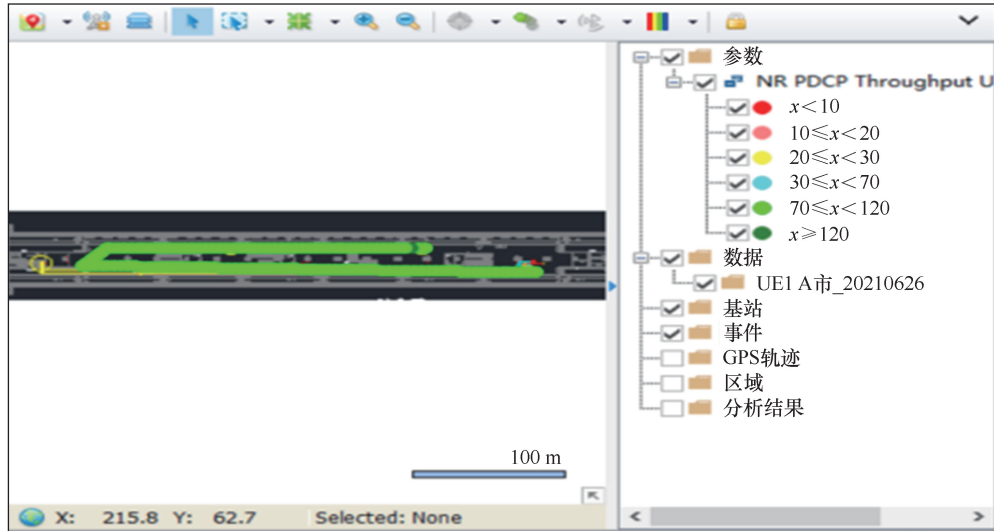 参数
NR PDCP Throughput U
x<10
10≤x<20
20≤x<30
30≤x<70
70≤x<120
x≥120
数据
UE1 A市_20210626
基站
事件
GPS轨迹
区域
分析结果
100 m
X: 215.8 Y: 62.7 Selected: None